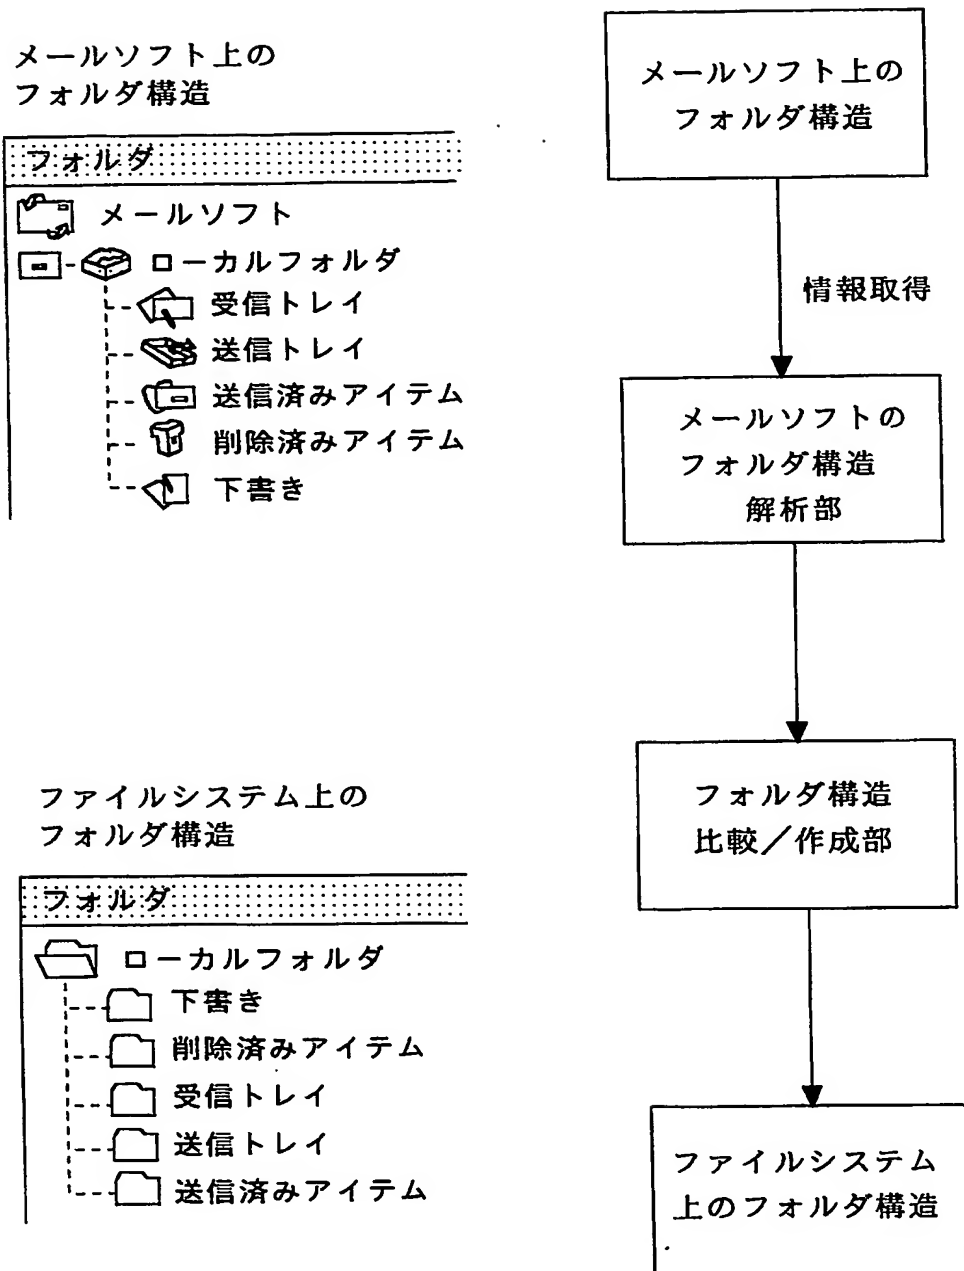 メールソフト上の
フォルダ構造
フォルダ
メールソフト
ローカルフォルダ
受信トレイ
送信トレイ
送信済みアイテム
削除済みアイテム
下書き
ファイルシステム上の
フォルダ構造
フォルダ
ローカルフォルダ
下書き
削除済みアイテム
受信トレイ
送信トレイ
送信済みアイテム
メールソフト上の
フォルダ構造
情報取得
メールソフトの
フォルダ構造
解析部
フォルダ構造
比較／作成部
ファイルシステム
上のフォルダ構造